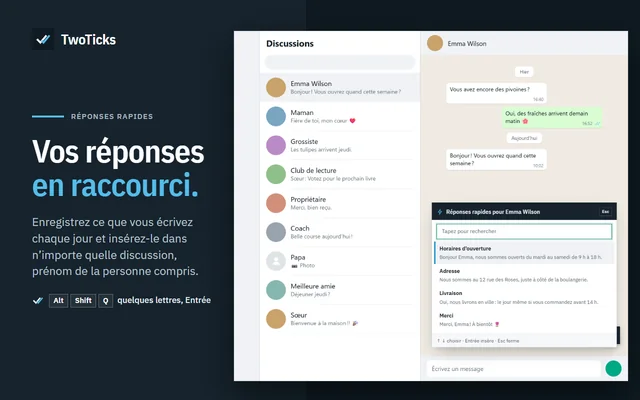 TwoTicks
RÉPONSES RAPIDES
Vos réponses
en raccourci.
Enregistrez ce que vous écrivez
chaque jour et insérez-le dans
n’importe quelle discussion,
prénom de la personne compris.
Alt Shift Q quelques lettres, Entrée
Discussions
Emma Wilson
Bonjour ! Vous ouvrez quand cette semaine ?
Maman
Fière de toi, mon cœur
Grossiste
Les tulipes arrivent jeudi.
Club de lecture
Sœur : Votez pour le prochain livre
Propriétaire
Merci, bien reçu.
Coach
Belle course aujourd’hui !
Papa
Photo
Meilleure amie
Déjeuner jeudi !
Sœur
Bienvenue à la maison !!
Emma Wilson
Hier
Vous avez encore des pivoines ?
16:40
Oui, des fraîches arrivent demain
matin
16:42
Aujourd’hui
Bonjour ! Vous ouvrez quand cette
semaine ?
10:02
Réponses rapides pour Emma Wilson Esc
Tapez pour rechercher
Horaires d’ouverture
Bonjour Emma, nous sommes ouverts du mardi au samedi de 9 h à 18 h.
Adresse
Nous sommes au 12 rue des Roses, juste à côté de la boulangerie.
Livraison
Oui, nous livrons en ville : le jour même si vous commandez avant 14 h.
Merci
Merci, Emma ! À bientôt
↑ ↓ choisir · Entrée insère · Esc ferme
Écrivez un message